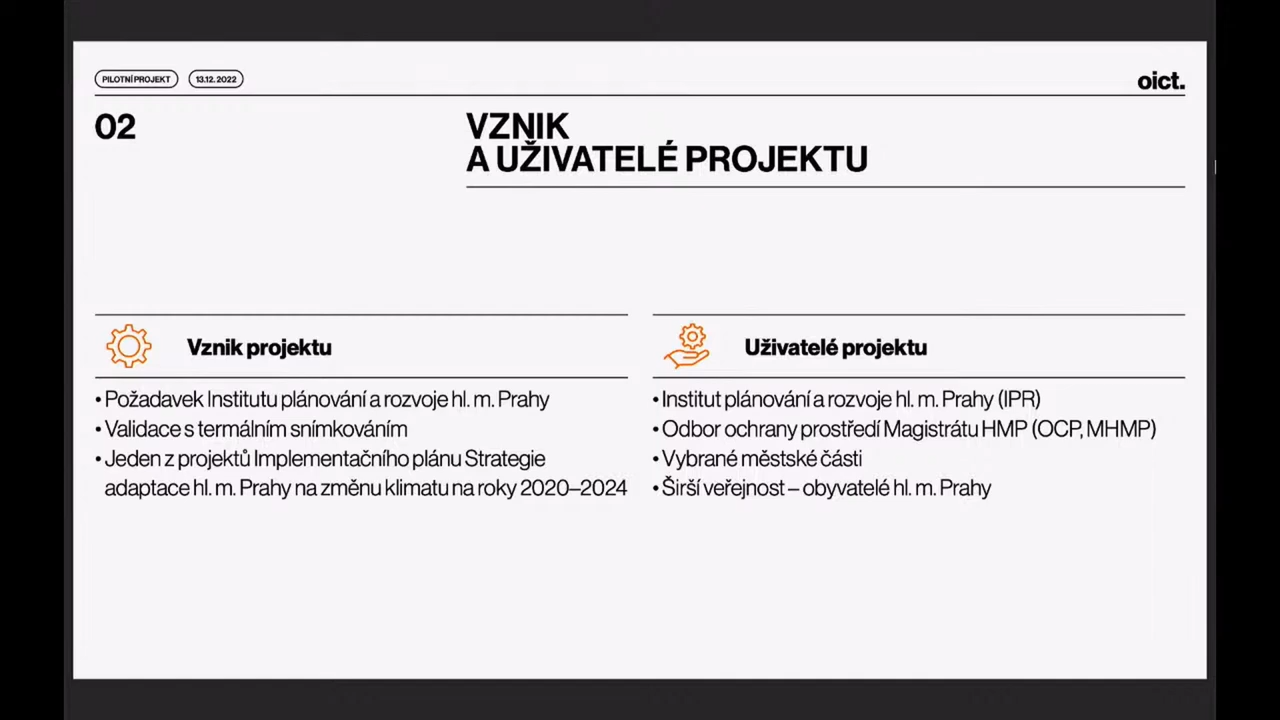 PILOTNÍ PROJEKT
13.12. 2022
oict.
02
VZNIK
A UŽIVATELÉ PROJEKTU
Vznik projektu
• Požadavek Institutu plánování a rozvoje hl. m. Prahy
• Validace s termálním snímkováním
• Jeden z projektů Implementačního plánu Strategie
adaptace hl. m. Prahy na změnu klimatu na roky 2020–2024
Uživatelé projektu
• Institut plánování a rozvoje hl. m. Prahy (IPR)
• Odbor ochrany prostředí Magistrátu HMP (OCP, MHMP)
• Vybrané městské části
• Širší veřejnost – obyvatelé hl. m. Prahy